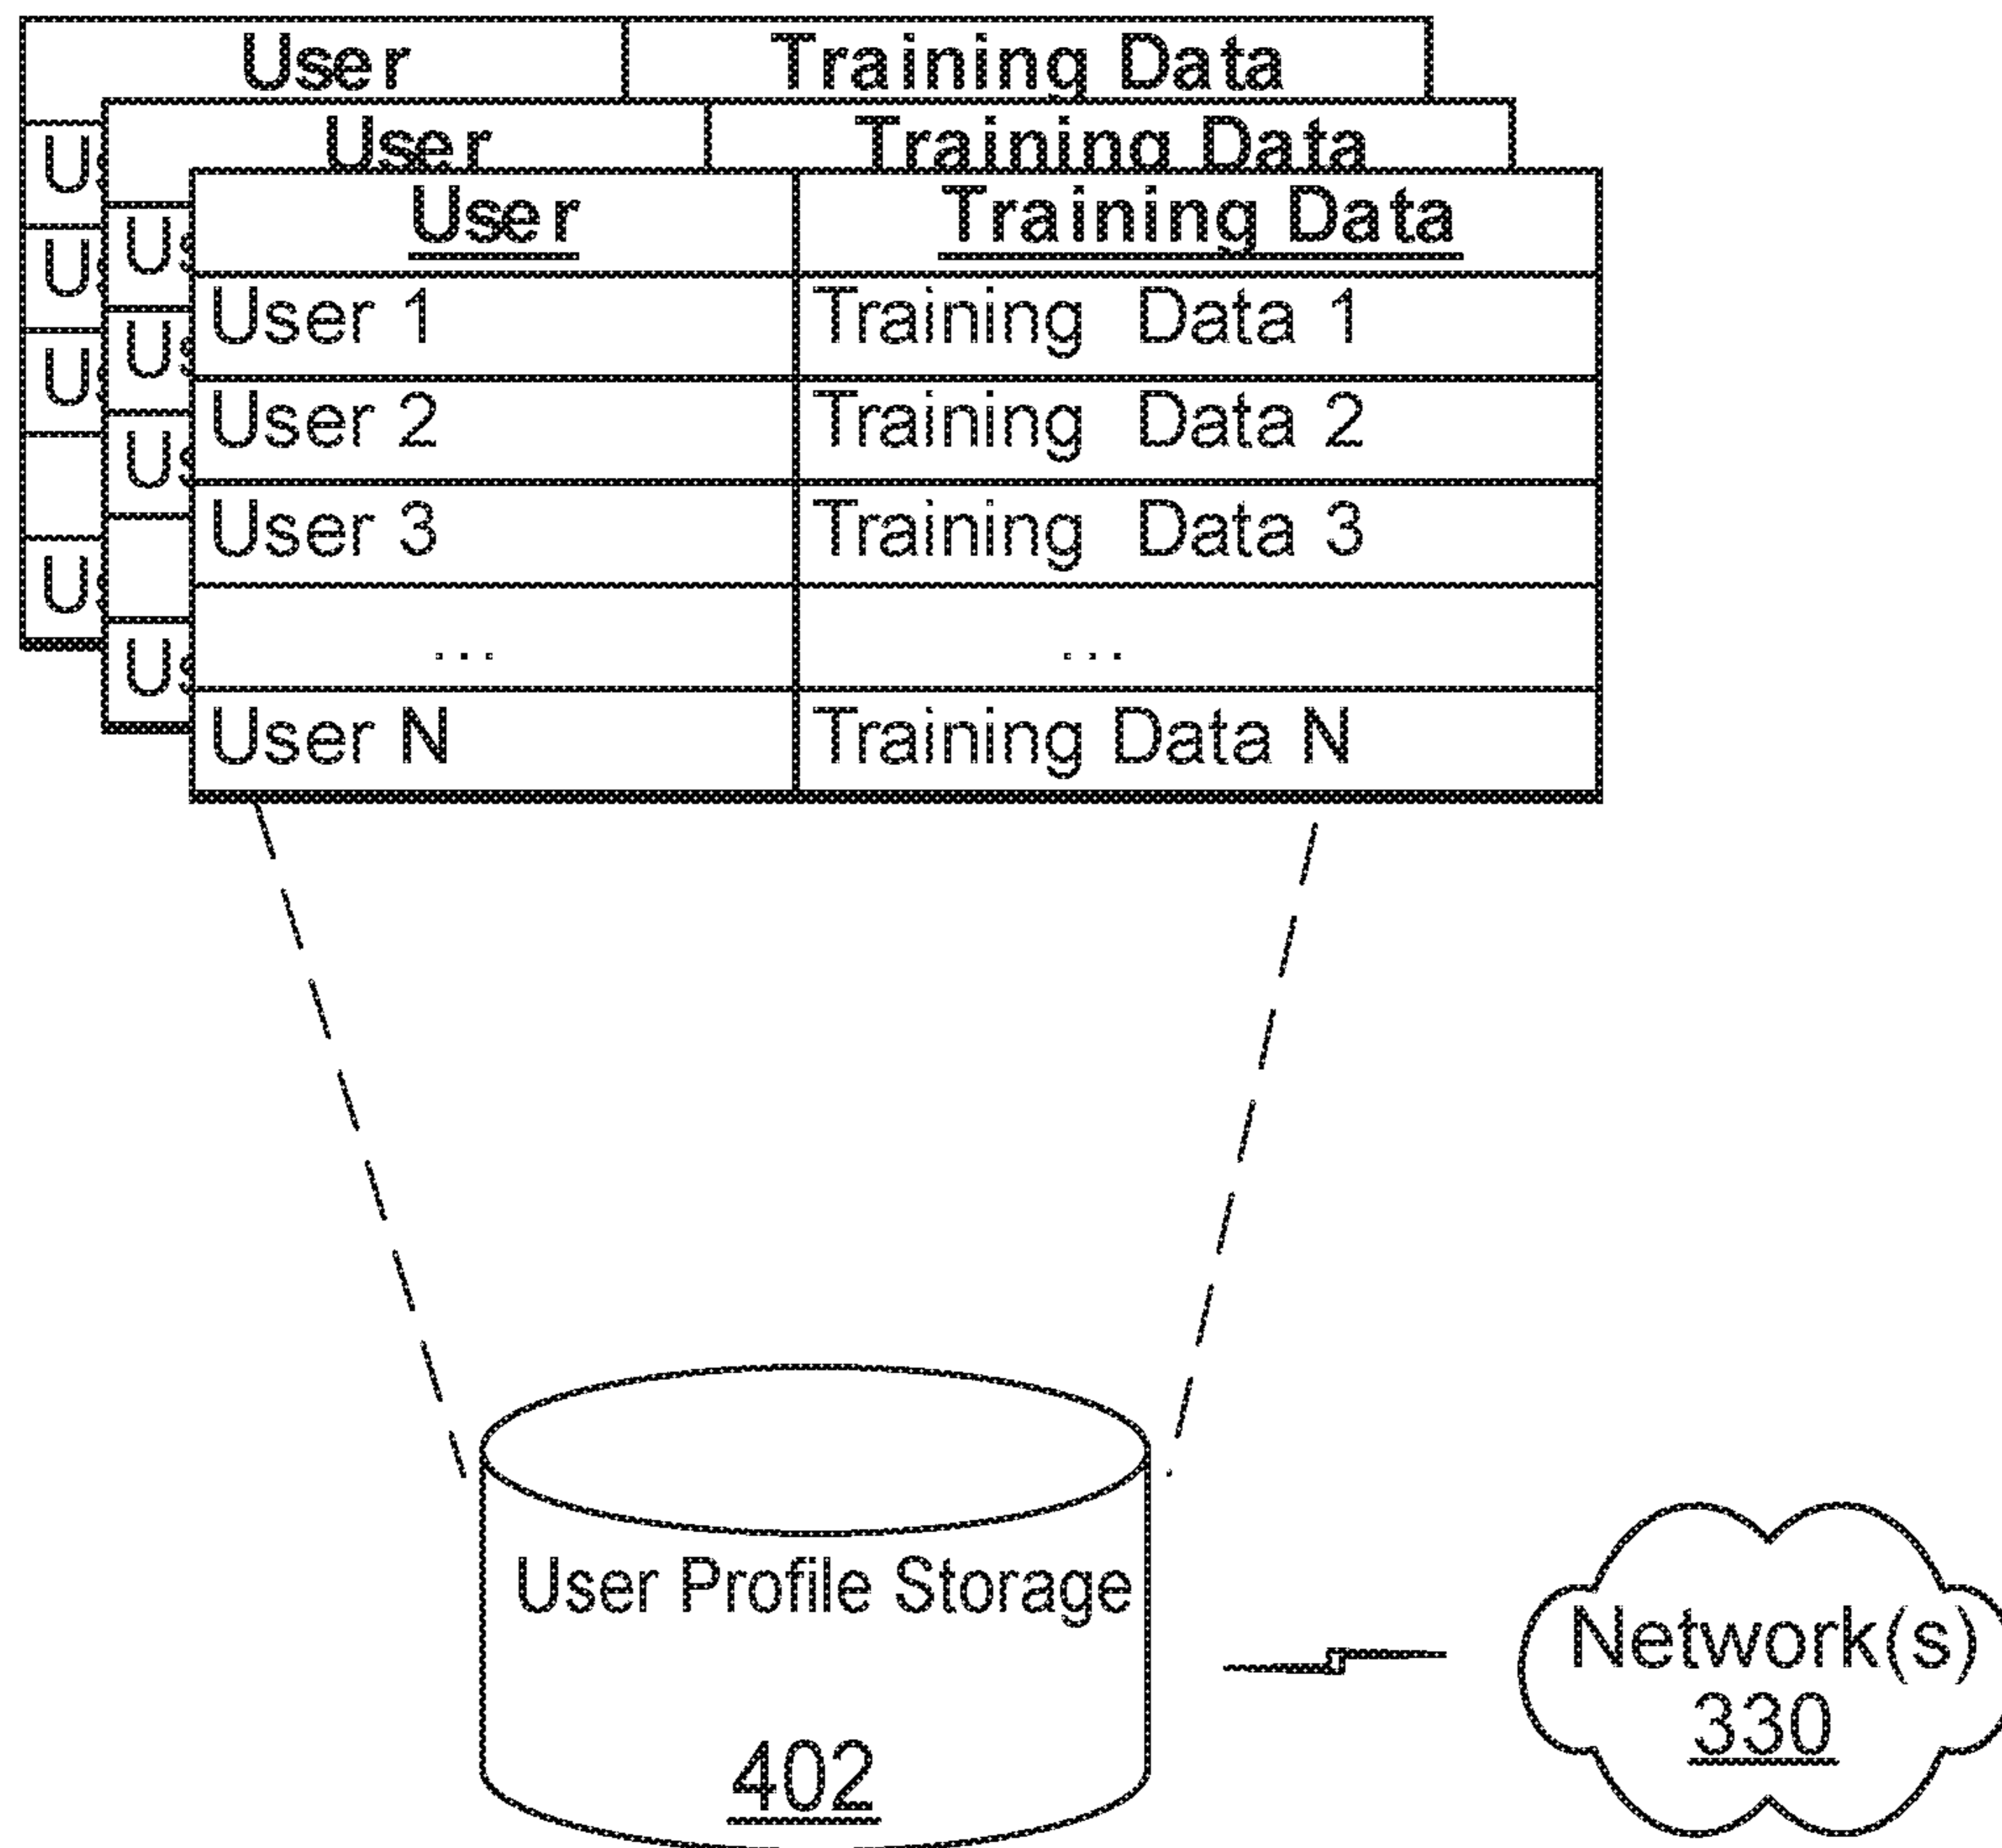 User Training Data
User Training Data
User Training Data
User 1 Training Data 1
User 2 Training Data 2
User 3 Training Data 3
... ...
User N Training Data N
User Profile Storage
402
Network(s)
330